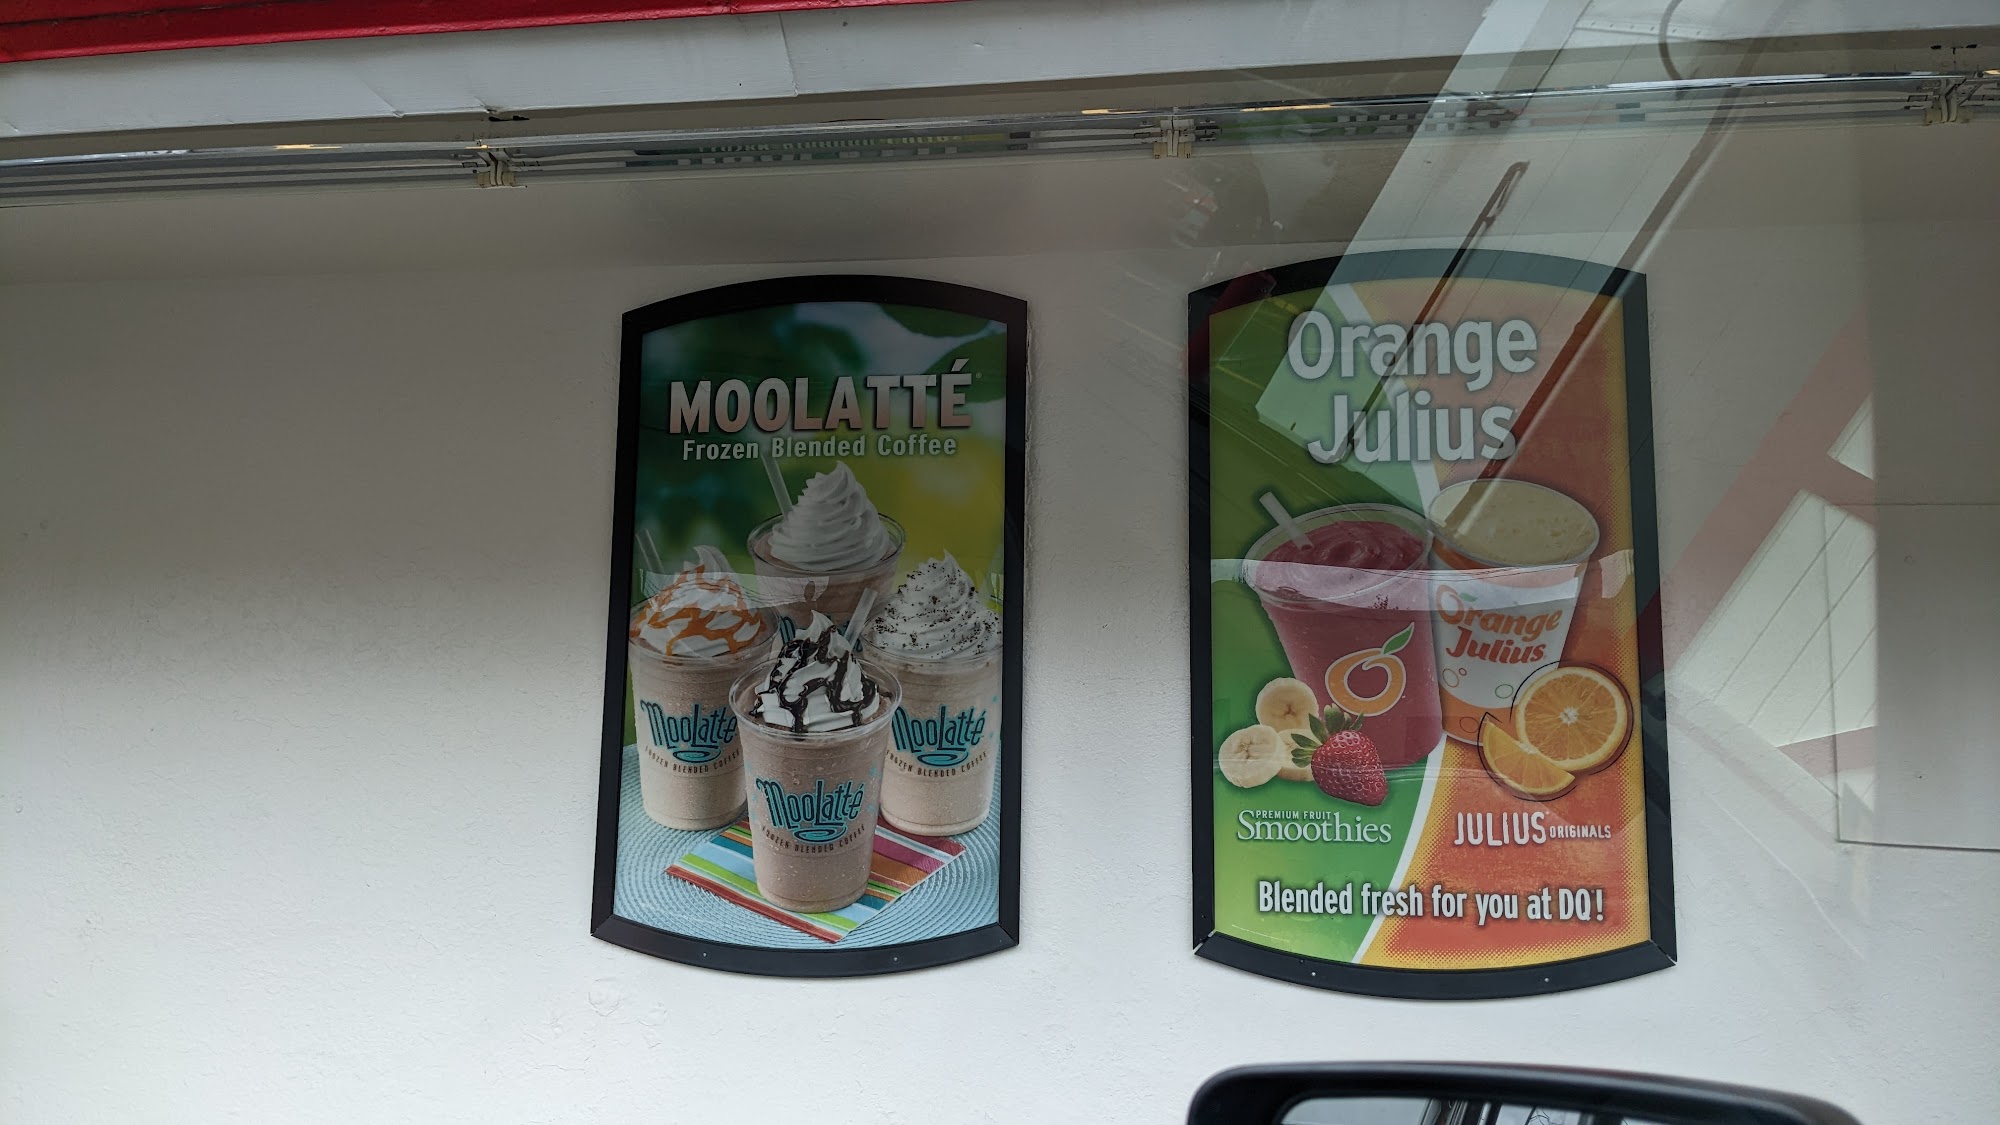 MOOLATTÉ
Frozen Blended Coffee
Moolatté
FROZEN BLENDED COFFEE
Moolatté
FROZEN BLENDED COFFEE
Moolatté
FROZEN BLENDED COFFEE
Orange
Julius
Orange
Julius
PREMIUM FRUIT
Smoothies
JULIUS ORIGINALS
Blended fresh for you at DQ!